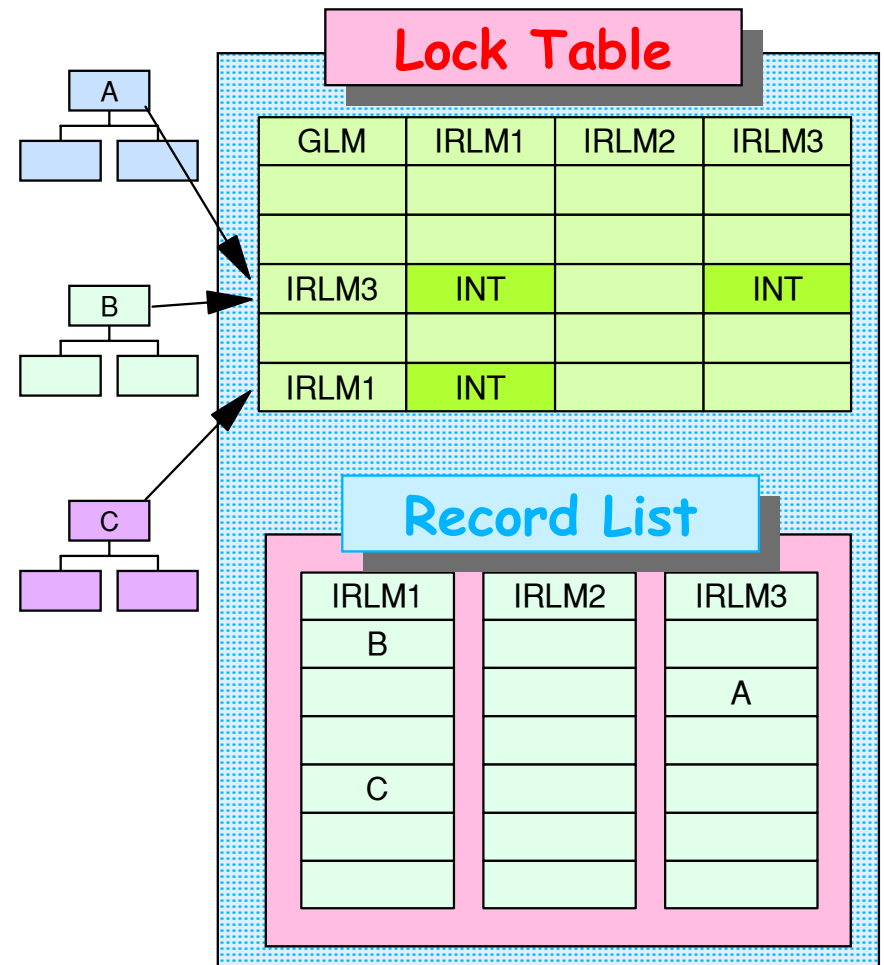 Lock Table
A
GLM IRLM1 IRLM2 IRLM3
B
IRLM3 INT INT
IRLM1 INT
C
Record List
IRLM1 IRLM2 IRLM3
B
A
C